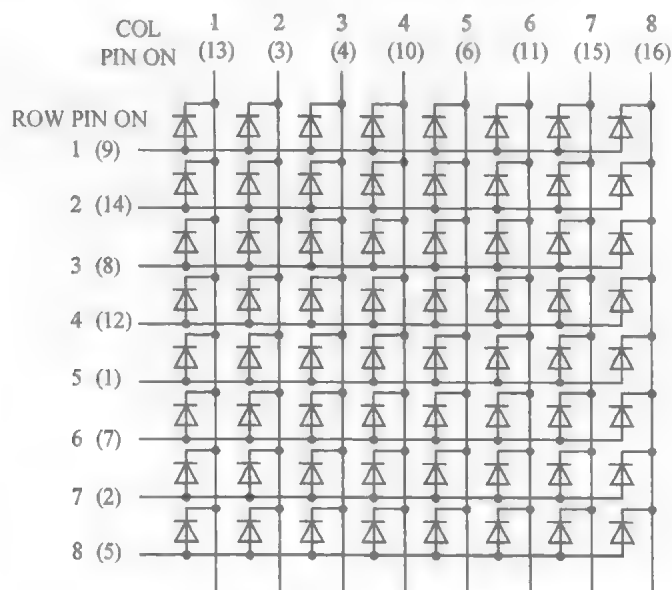 COL 1 2 3 4 5 6 7 8
PIN ON (13) (3) (4) (10) (6) (11) (15) (16)
ROW PIN ON
1 (9)
2 (14)
3 (8)
4 (12)
5 (1)
6 (7)
7 (2)
8 (5)